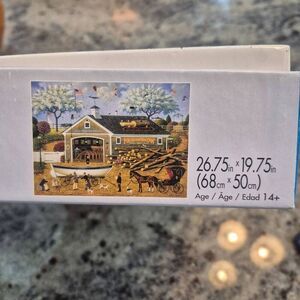 26.75in x 19.75in
(68cm x 50cm)
Age / Âge / Edad 14+